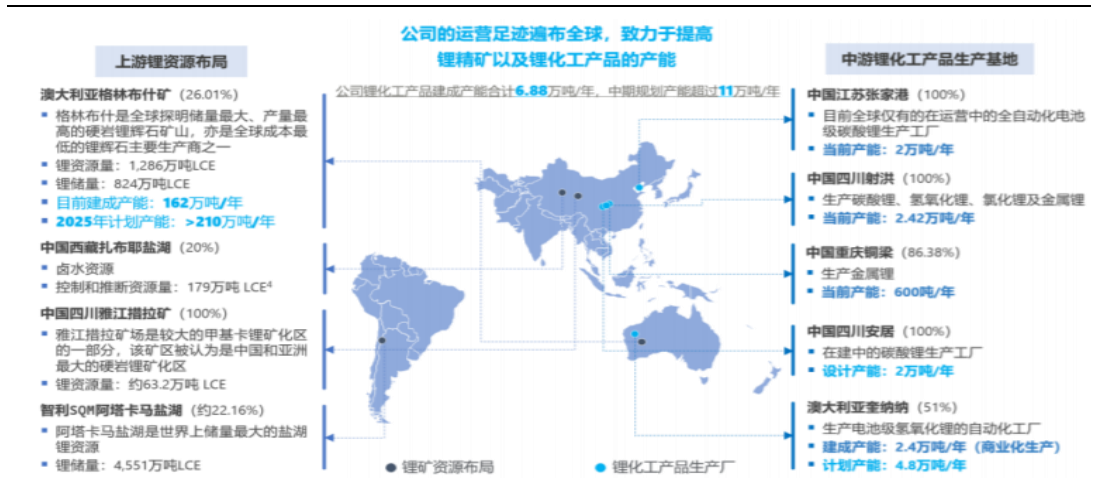 公司的运营足迹遍布全球，致力于提高
锂精矿以及锂化工产品的产能
公司锂化工产品建成产能合计6.88万吨/年，中期规划产能超过11万吨/年
上游锂资源布局
澳大利亚格林布什矿（26.01%）
▪ 格林布什是全球探明储量最大、产量最
高的硬岩锂辉石矿山，亦是全球成本最
低的锂辉石主要生产商之一
▪ 锂资源量：1,286万吨LCE
▪ 锂储量：824万吨LCE
▪ 目前建成产能：162万吨/年
▪ 2025年计划产能：>210万吨/年
中国西藏扎布耶盐湖（20%）
▪ 卤水资源
▪ 控制和推断资源量：179万吨 LCE⁴
中国四川雅江措拉矿（100%）
▪ 雅江措拉矿场是较大的甲基卡锂矿化区
的一部分，该矿区被认为是中国和亚洲
最大的硬岩锂矿化区
▪ 锂资源量：约63.2万吨 LCE
智利SQM阿塔卡马盐湖（约22.16%）
▪ 阿塔卡马盐湖是世界上储量最大的盐湖
锂资源
▪ 锂储量：4,551万吨LCE
中游锂化工产品生产基地
中国江苏张家港（100%）
▪ 目前全球仅有的在运营中的全自动化电池
级碳酸锂生产工厂
▪ 当前产能：2万吨/年
中国四川射洪（100%）
▪ 生产碳酸锂、氢氧化锂、氯化锂及金属锂
▪ 当前产能：2.42万吨/年
中国重庆铜梁（86.38%）
▪ 生产金属锂
▪ 当前产能：600吨/年
中国四川安居（100%）
▪ 在建中的碳酸锂生产工厂
▪ 设计产能：2万吨/年
澳大利亚奎纳纳（51%）
▪ 生产电池级氢氧化锂的自动化工厂
▪ 建成产能：2.4万吨/年（商业化生产）
▪ 计划产能：4.8万吨/年
锂矿资源布局
锂化工产品生产厂